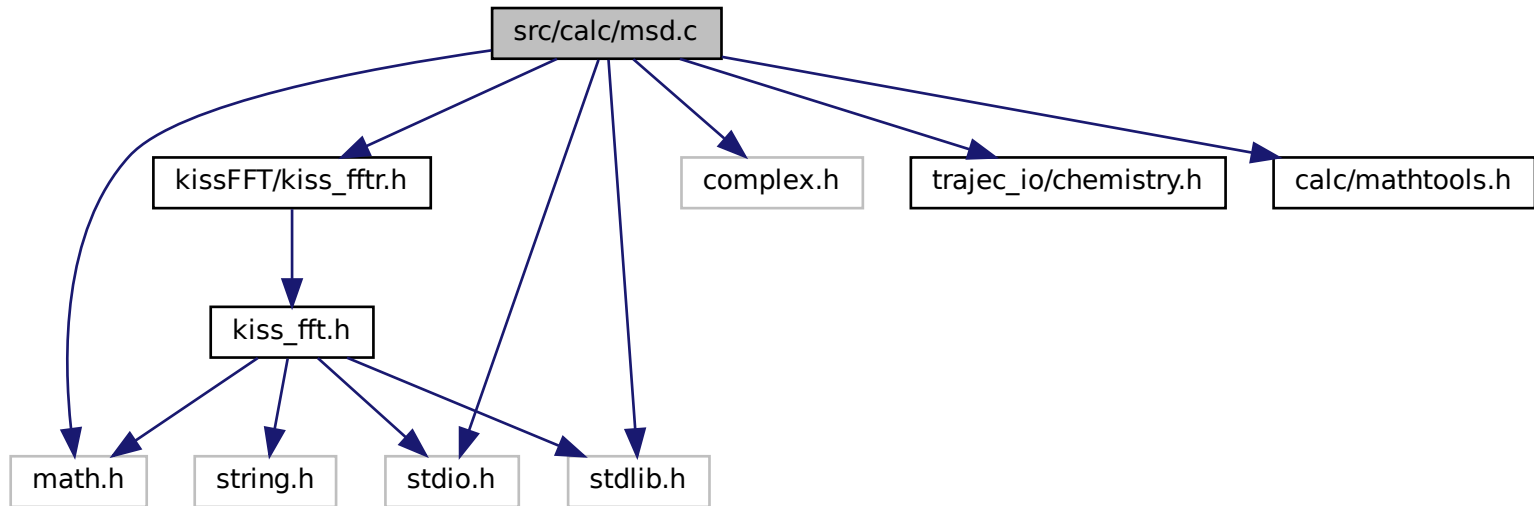 src/calc/msd.c
kissFFT/kiss_fftr.h
complex.h
trajec_io/chemistry.h
calc/mathtools.h
kiss_fft.h
math.h
string.h
stdio.h
stdlib.h